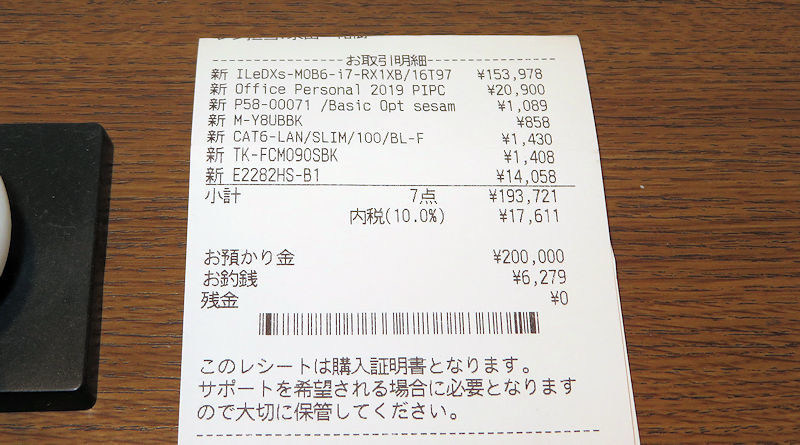 お取引明細
新 ILeDXs-M0B6-i7-RX1XB/16T97 ¥153,978
新 Office Personal 2019 PIPC ¥20,900
新 P58-00071 /Basic Opt sesam ¥1,089
新 M-Y8UBBK ¥858
新 CAT6-LAN/SLIM/100/BL-F ¥1,430
新 TK-FCM090SBK ¥1,408
新 E2282HS-B1 ¥14,058
小計 7点 ¥193,721
内税(10.0%) ¥17,611
お預かり金 ¥200,000
お釣銭 ¥6,279
残金 ¥0
このレシートは購入証明書となります。
サポートを希望される場合に必要となります
ので大切に保管してください。